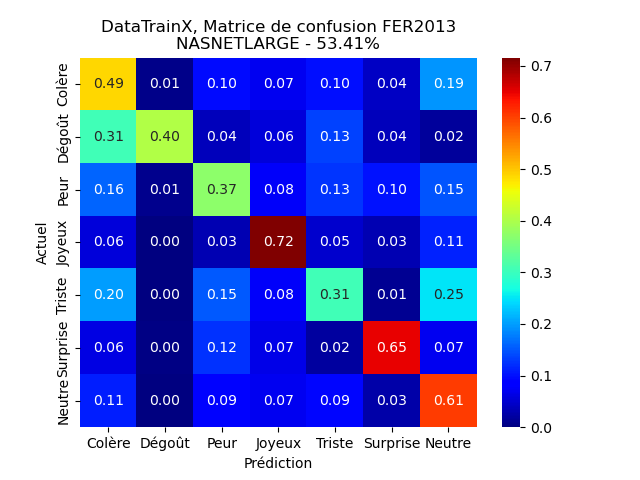 DataTrainX, Matrice de confusion FER2013
NASNETLARGE - 53.41%
Actuel
Colère 0.49 0.01 0.10 0.07 0.10 0.04 0.19
Dégoût 0.31 0.40 0.04 0.06 0.13 0.04 0.02
Peur 0.16 0.01 0.37 0.08 0.13 0.10 0.15
Joyeux 0.06 0.00 0.03 0.72 0.05 0.03 0.11
Triste 0.20 0.00 0.15 0.08 0.31 0.01 0.25
Surprise 0.06 0.00 0.12 0.07 0.02 0.65 0.07
Neutre 0.11 0.00 0.09 0.07 0.09 0.03 0.61
Colère Dégoût Peur Joyeux Triste Surprise Neutre
Prédiction
0.7
0.6
0.5
0.4
0.3
0.2
0.1
0.0